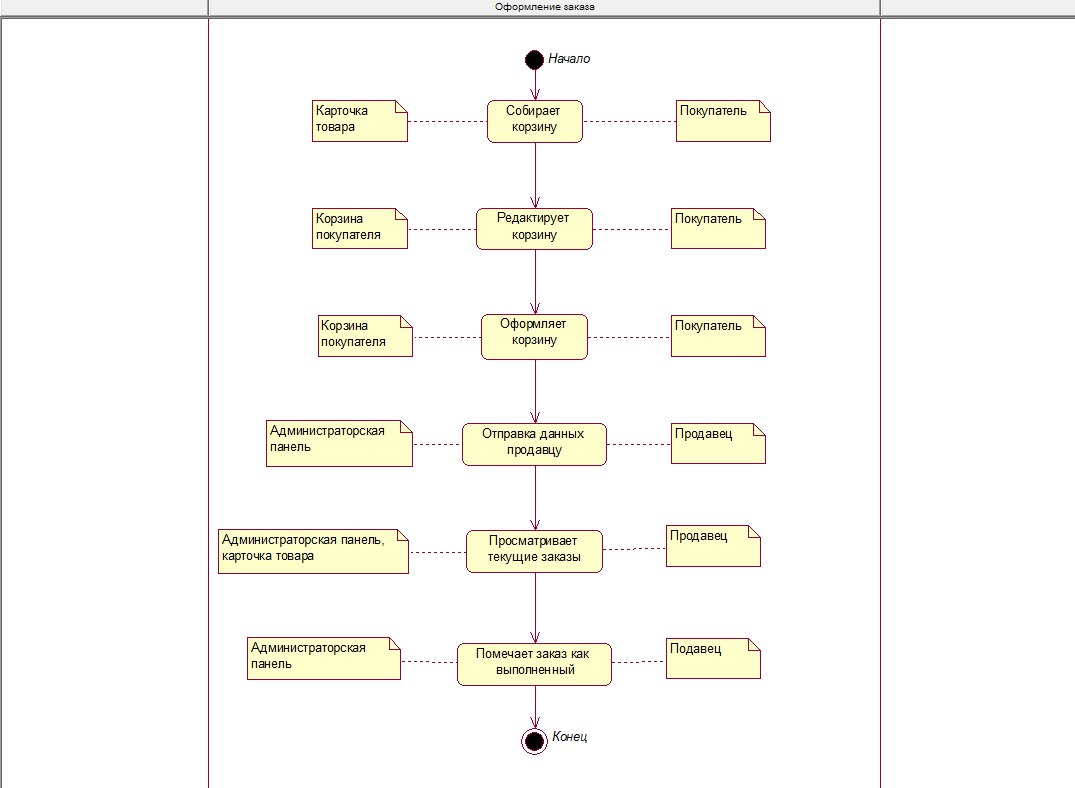 Оформление заказа
Начало
Карточка
товара
Собирает
корзину
Покупатель
Корзина
покупателя
Редактирует
корзину
Покупатель
Корзина
покупателя
Оформляет
корзину
Покупатель
Администраторская
панель
Отправка данных
продавцу
Продавец
Администраторская панель,
карточка товара
Просматривает
текущие заказы
Продавец
Администраторская
панель
Помечает заказ как
выполненный
Подавец
Конец